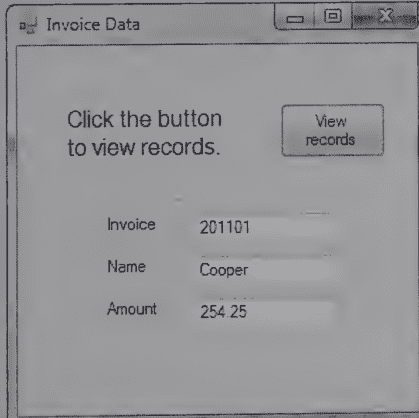 Invoice Data
Click the button
to view records.
View
records
Invoice 201101
Name Cooper
Amount 254.25